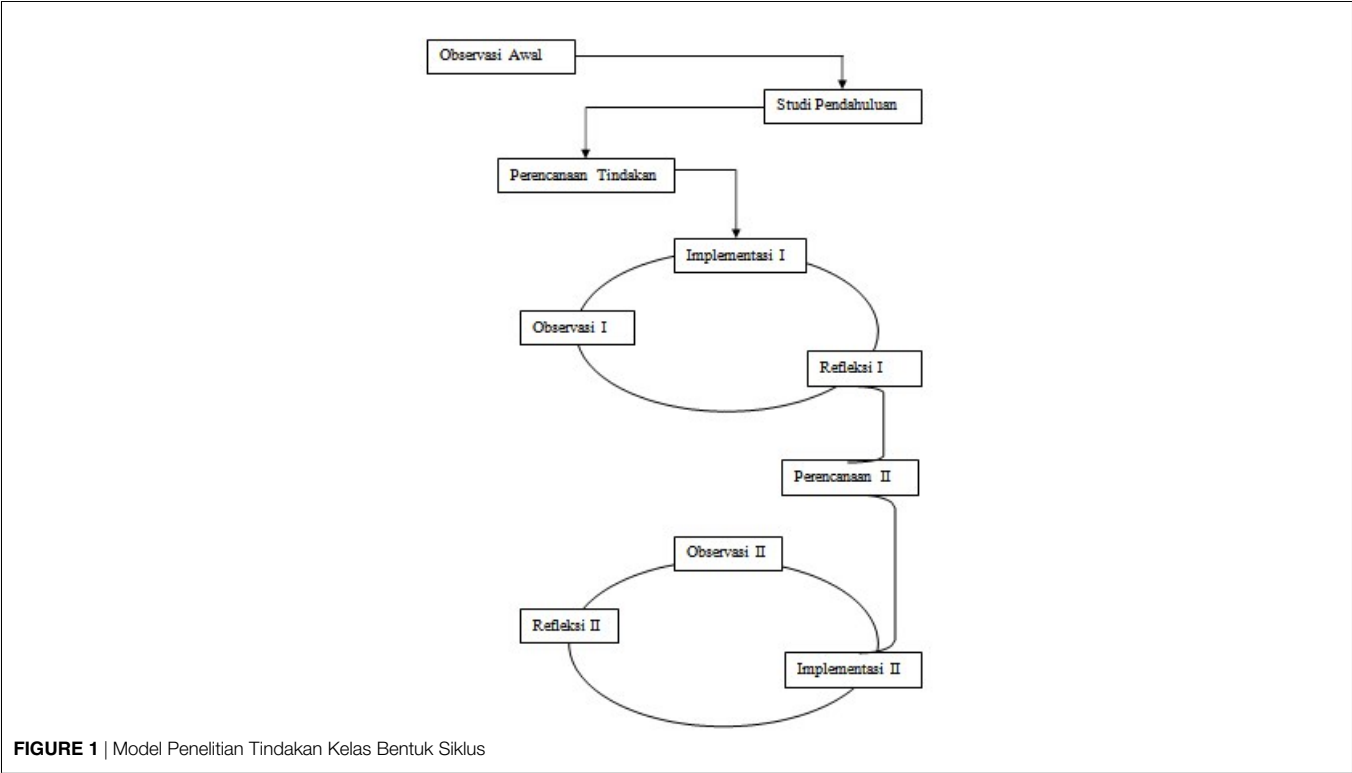 Observasi Awal
Studi Pendahuluan
Perencanaan Tindakan
Implementasi I
Observasi I
Refleksi I
Perencanaan II
Observasi II
Refleksi II
Implementasi II
FIGURE 1 | Model Penelitian Tindakan Kelas Bentuk Siklus